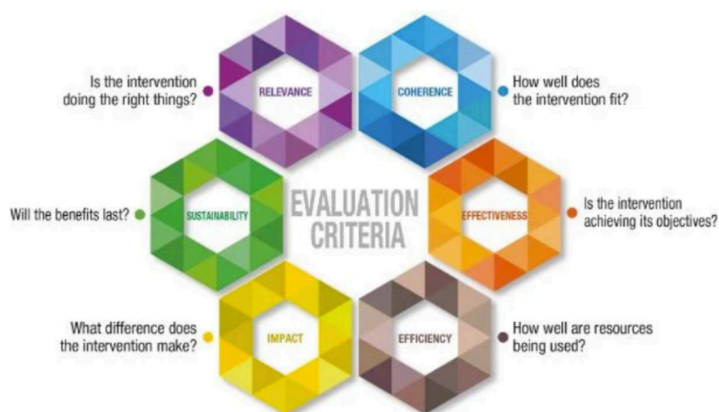 Is the intervention
doing the right things?
RELEVANCE
COHERENCE
How well does
the intervention fit?
Will the benefits last?
SUSTAINABILITY
EVALUATION
CRITERIA
EFFECTIVENESS
Is the intervention
achieving its objectives?
What difference does
the intervention make?
IMPACT
EFFICIENCY
How well are resources
being used?